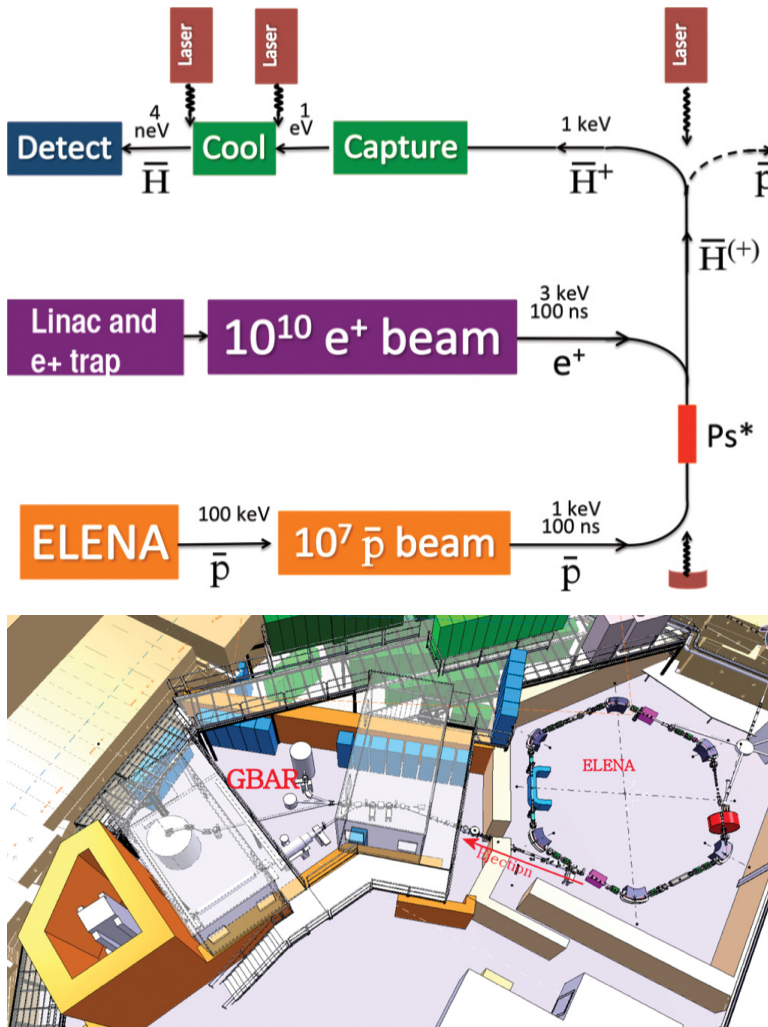 Laser
Laser
Laser
4
neV
1
eV
1 keV
Detect
Cool
Capture
H̅
H̅⁺
p̅
H̅⁽⁺⁾
3 keV
100 ns
Linac and
e+ trap
10¹⁰ e⁺ beam
e⁺
Ps*
100 keV
1 keV
100 ns
ELENA
10⁷ p̅ beam
p̅
p̅
GBAR
ELENA
Ejection